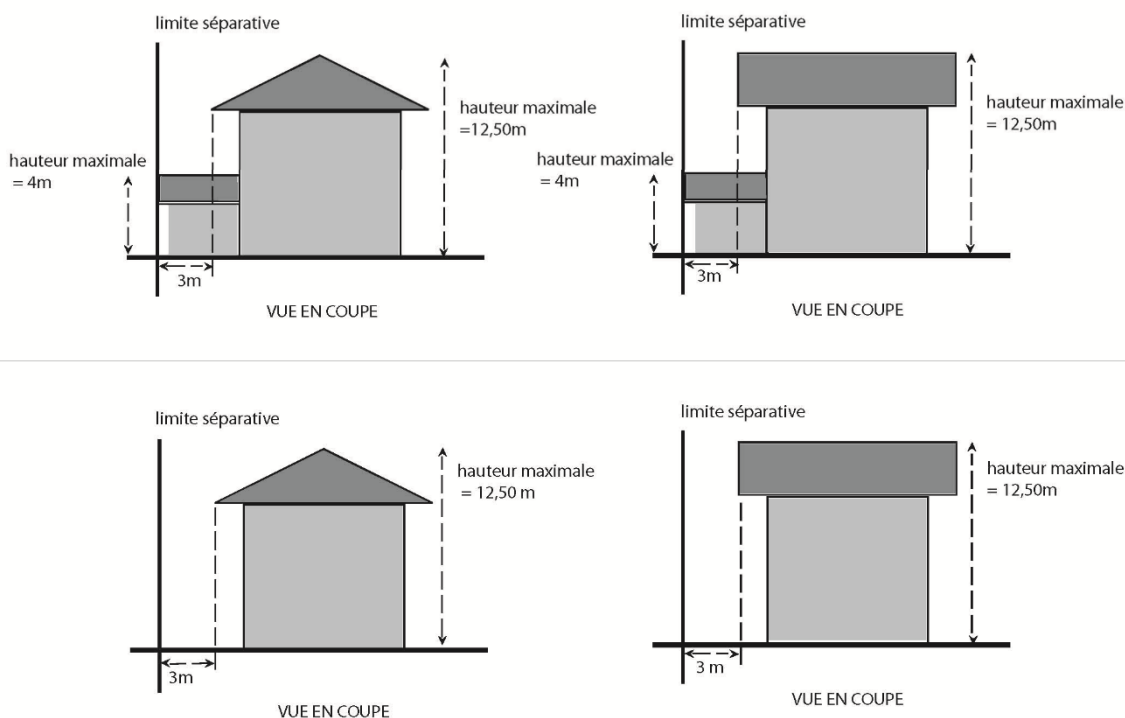 limite séparative
hauteur maximale
=12,50m
hauteur maximale
= 4m
3m
VUE EN COUPE
limite séparative
hauteur maximale
= 12,50m
hauteur maximale
= 4m
3m
VUE EN COUPE
limite séparative
hauteur maximale
= 12,50 m
3m
VUE EN COUPE
limite séparative
hauteur maximale
= 12,50m
3 m
VUE EN COUPE